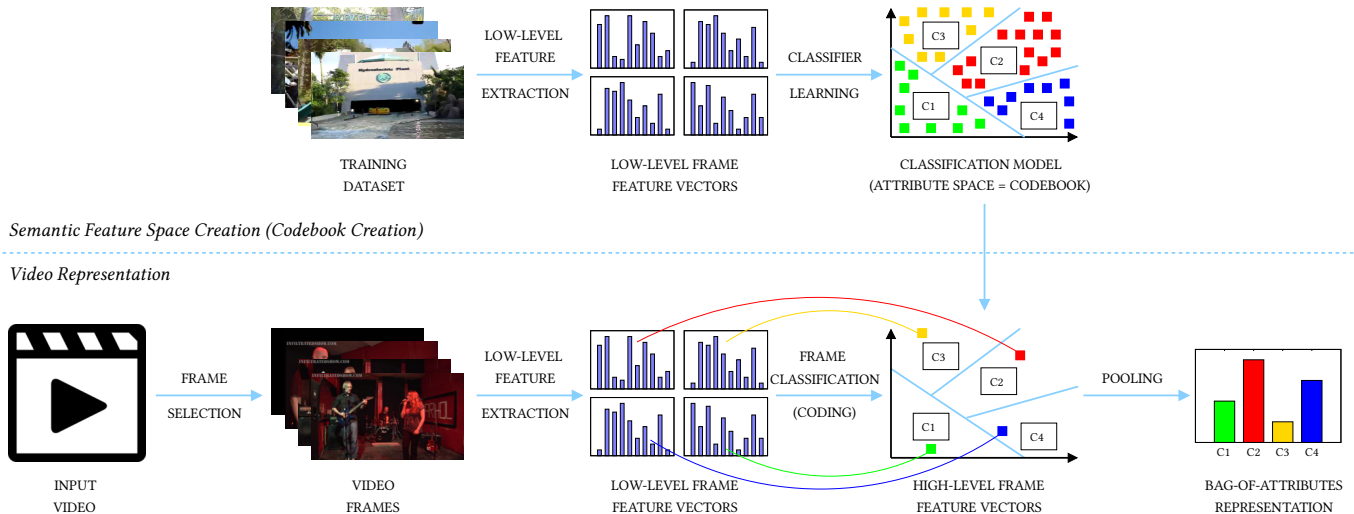 LOW-LEVEL
FEATURE
EXTRACTION
CLASSIFIER
LEARNING
C3
C2
C1
C4
Hydroelectric Plant
TRAINING
DATASET
LOW-LEVEL FRAME
FEATURE VECTORS
CLASSIFICATION MODEL
(ATTRIBUTE SPACE = CODEBOOK)
Semantic Feature Space Creation (Codebook Creation)
Video Representation
FRAME
SELECTION
LOW-LEVEL
FEATURE
EXTRACTION
FRAME
CLASSIFICATION
(CODING)
C3
C2
C1
C4
POOLING
C1 C2 C3 C4
INPUT
VIDEO
VIDEO
FRAMES
LOW-LEVEL FRAME
FEATURE VECTORS
HIGH-LEVEL FRAME
FEATURE VECTORS
BAG-OF-ATTRIBUTES
REPRESENTATION